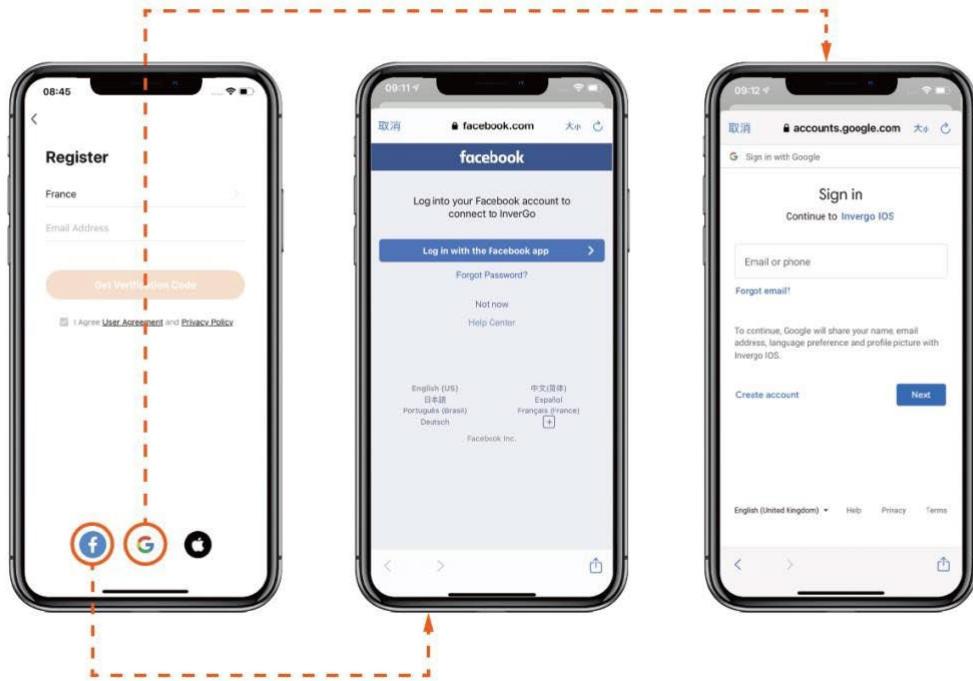 08:45
Register
France
Email Address
Get Verification Code
I Agree User Agreement and Privacy Policy
09:11
取消
facebook.com
大小
facebook
Log into your Facebook account to
connect to InverGo
Log in with the Facebook app
Forgot Password?
Not now
Help Center
English (US)
中文(简体)
日本語
Español
Português (Brasil)
Français (France)
Deutsch
Facebook Inc.
09:12
取消
accounts.google.com
大小
Sign in with Google
Sign in
Continue to Invergo IOS
Email or phone
Forgot email?
To continue, Google will share your name, email
address, language preference and profile picture with
Invergo IOS.
Create account
Next
English (United Kingdom)
Help
Privacy
Terms